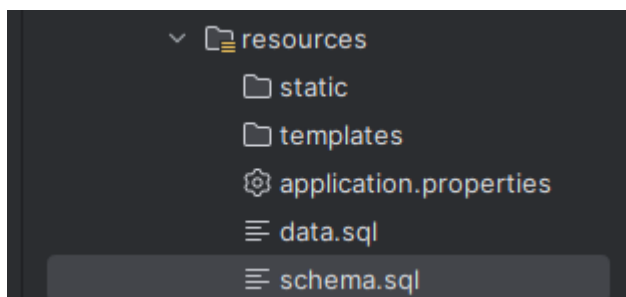 resources
static
templates
application.properties
data.sql
schema.sql